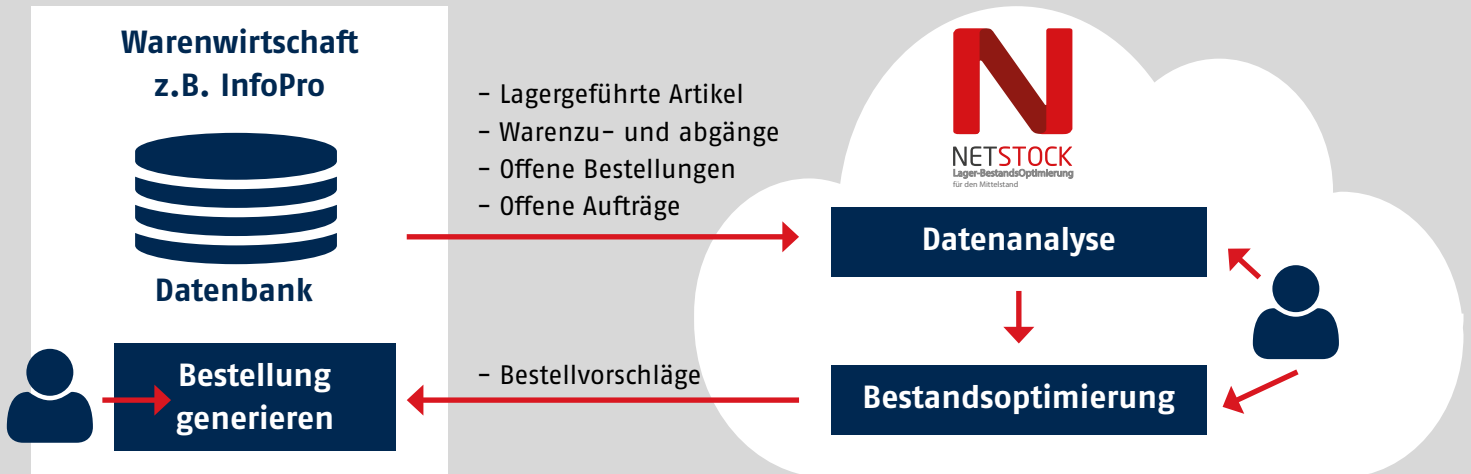 Warenwirtschaft
z.B. InfoPro
Datenbank
Bestellung
generieren
– Lagergeführte Artikel
– Warenzu- und abgänge
– Offene Bestellungen
– Offene Aufträge
– Bestellvorschläge
N
NETSTOCK
Lager-BestandsOptimierung
für den Mittelstand
Datenanalyse
Bestandsoptimierung